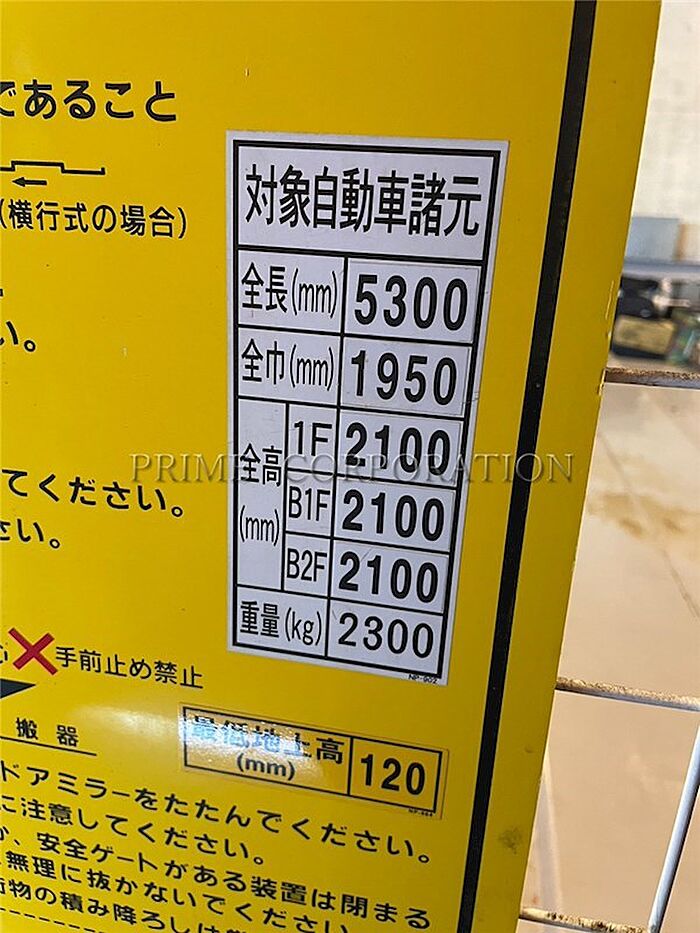 であること
(横行式の場合)
い。
てください。
さい。
手前止め禁止
搬器
対象自動車諸元
全長(mm) 5300
全巾(mm) 1950
全高(mm)
1F 2100
B1F 2100
B2F 2100
重量(kg) 2300
NP-902
PRIME CORPORATION
最低地上高(mm) 120
ドアミラーをたたんでください。
に注意してください。
、安全ゲートがある装置は閉まる
無理に抜かないでください。
物の積み降ろしは